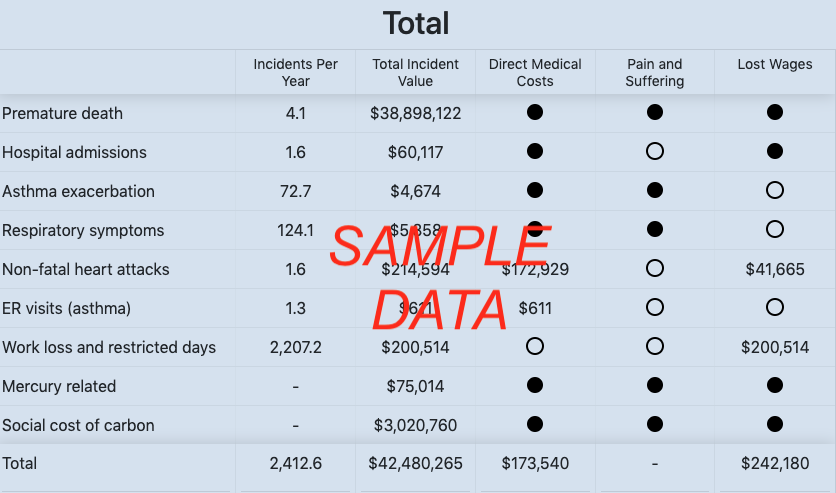 Total
Incidents Per Year Total Incident Value Direct Medical Costs Pain and Suffering Lost Wages
Premature death 4.1 $38,898,122 ● ● ●
Hospital admissions 1.6 $60,117 ● ○ ●
Asthma exacerbation 72.7 $4,674 ● ● ○
Respiratory symptoms 124.1 $5,858 ● ● ○
Non-fatal heart attacks 1.6 $214,594 $172,929 ○ $41,665
ER visits (asthma) 1.3 $611 $611 ○ ○
Work loss and restricted days 2,207.2 $200,514 ○ ○ $200,514
Mercury related - $75,014 ● ● ●
Social cost of carbon - $3,020,760 ● ● ●
Total 2,412.6 $42,480,265 $173,540 - $242,180
SAMPLE
DATA